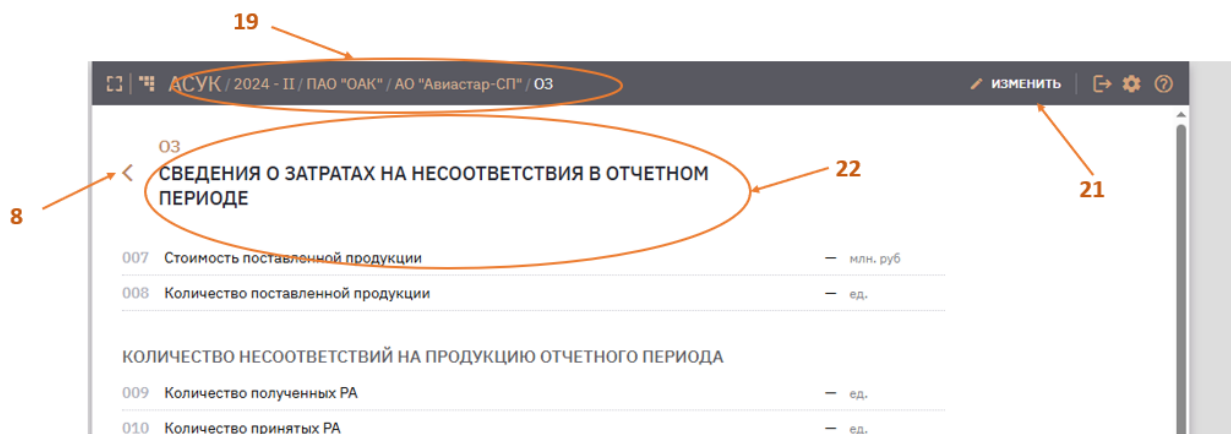 19
АСУК / 2024 - II / ПАО "ОАК" / АО "Авиастар-СП" / О3
ИЗМЕНИТЬ
О3
СВЕДЕНИЯ О ЗАТРАТАХ НА НЕСООТВЕТСТВИЯ В ОТЧЕТНОМ
ПЕРИОДЕ
22
21
8
007 Стоимость поставленной продукции — млн. руб
008 Количество поставленной продукции — ед.
КОЛИЧЕСТВО НЕСООТВЕТСТВИЙ НА ПРОДУКЦИЮ ОТЧЕТНОГО ПЕРИОДА
009 Количество полученных РА — ед.
010 Количество принятых РА — ед.